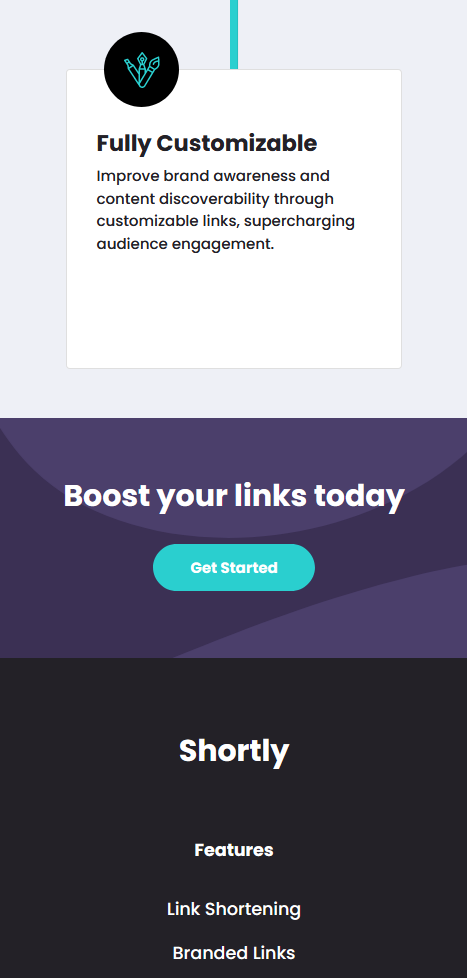 Fully Customizable
Improve brand awareness and
content discoverability through
customizable links, supercharging
audience engagement.
Boost your links today
Get Started
Shortly
Features
Link Shortening
Branded Links